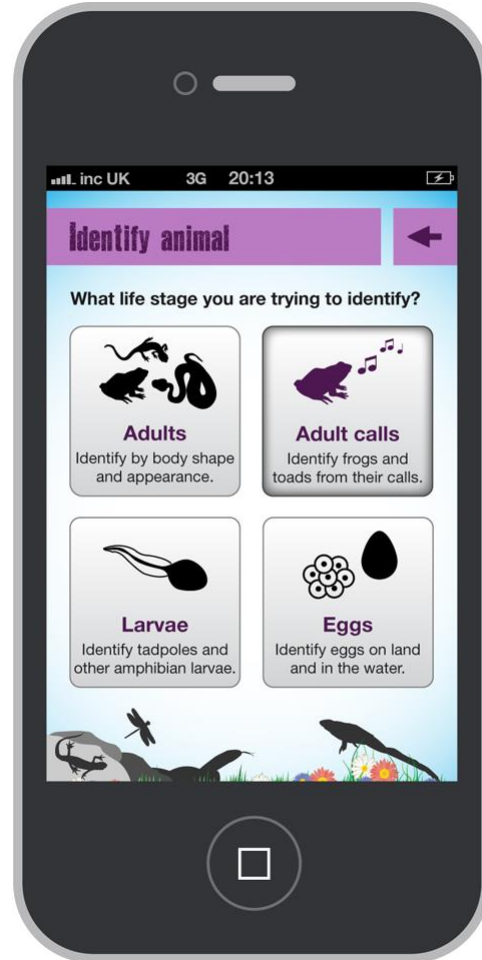 inc UK 3G 20:13
Identify animal
What life stage you are trying to identify?
Adults
Identify by body shape
and appearance.
Adult calls
Identify frogs and
toads from their calls.
Larvae
Identify tadpoles and
other amphibian larvae.
Eggs
Identify eggs on land
and in the water.